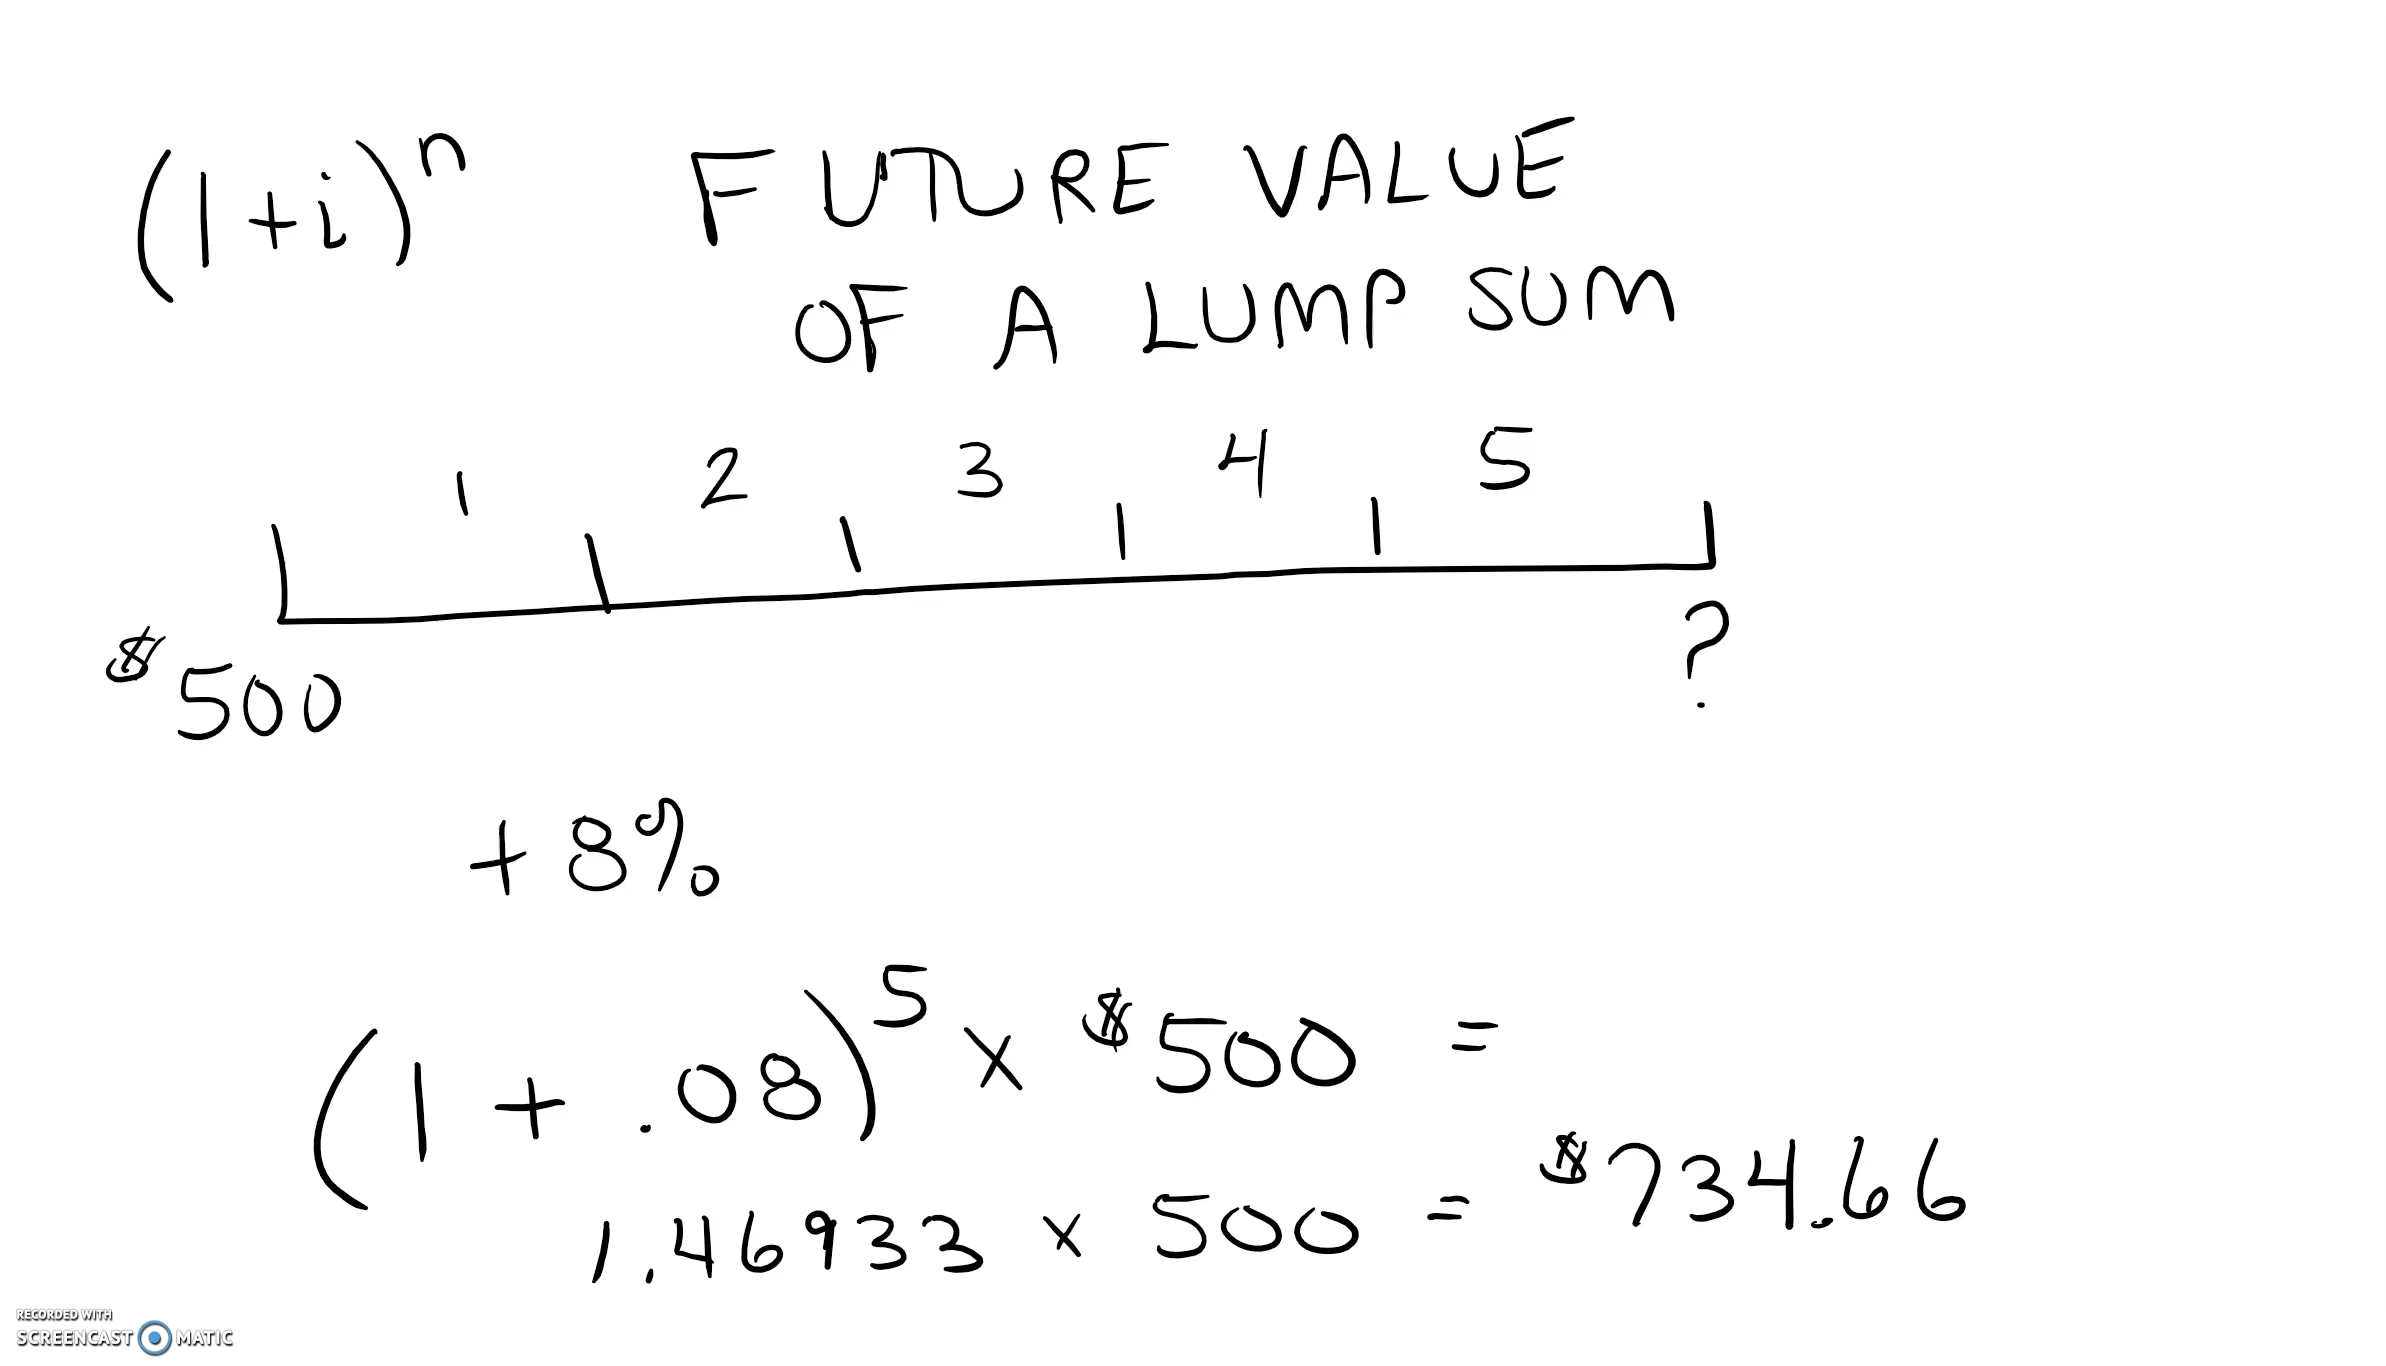 (1+i)^n
FUTURE VALUE
OF A LUMP SUM
1 2 3 4 5
$500
?
+8%
(1 + .08)^5 x $500 =
1.46933 x 500 = $734.66
RECORDED WITH
SCREENCAST MATIC